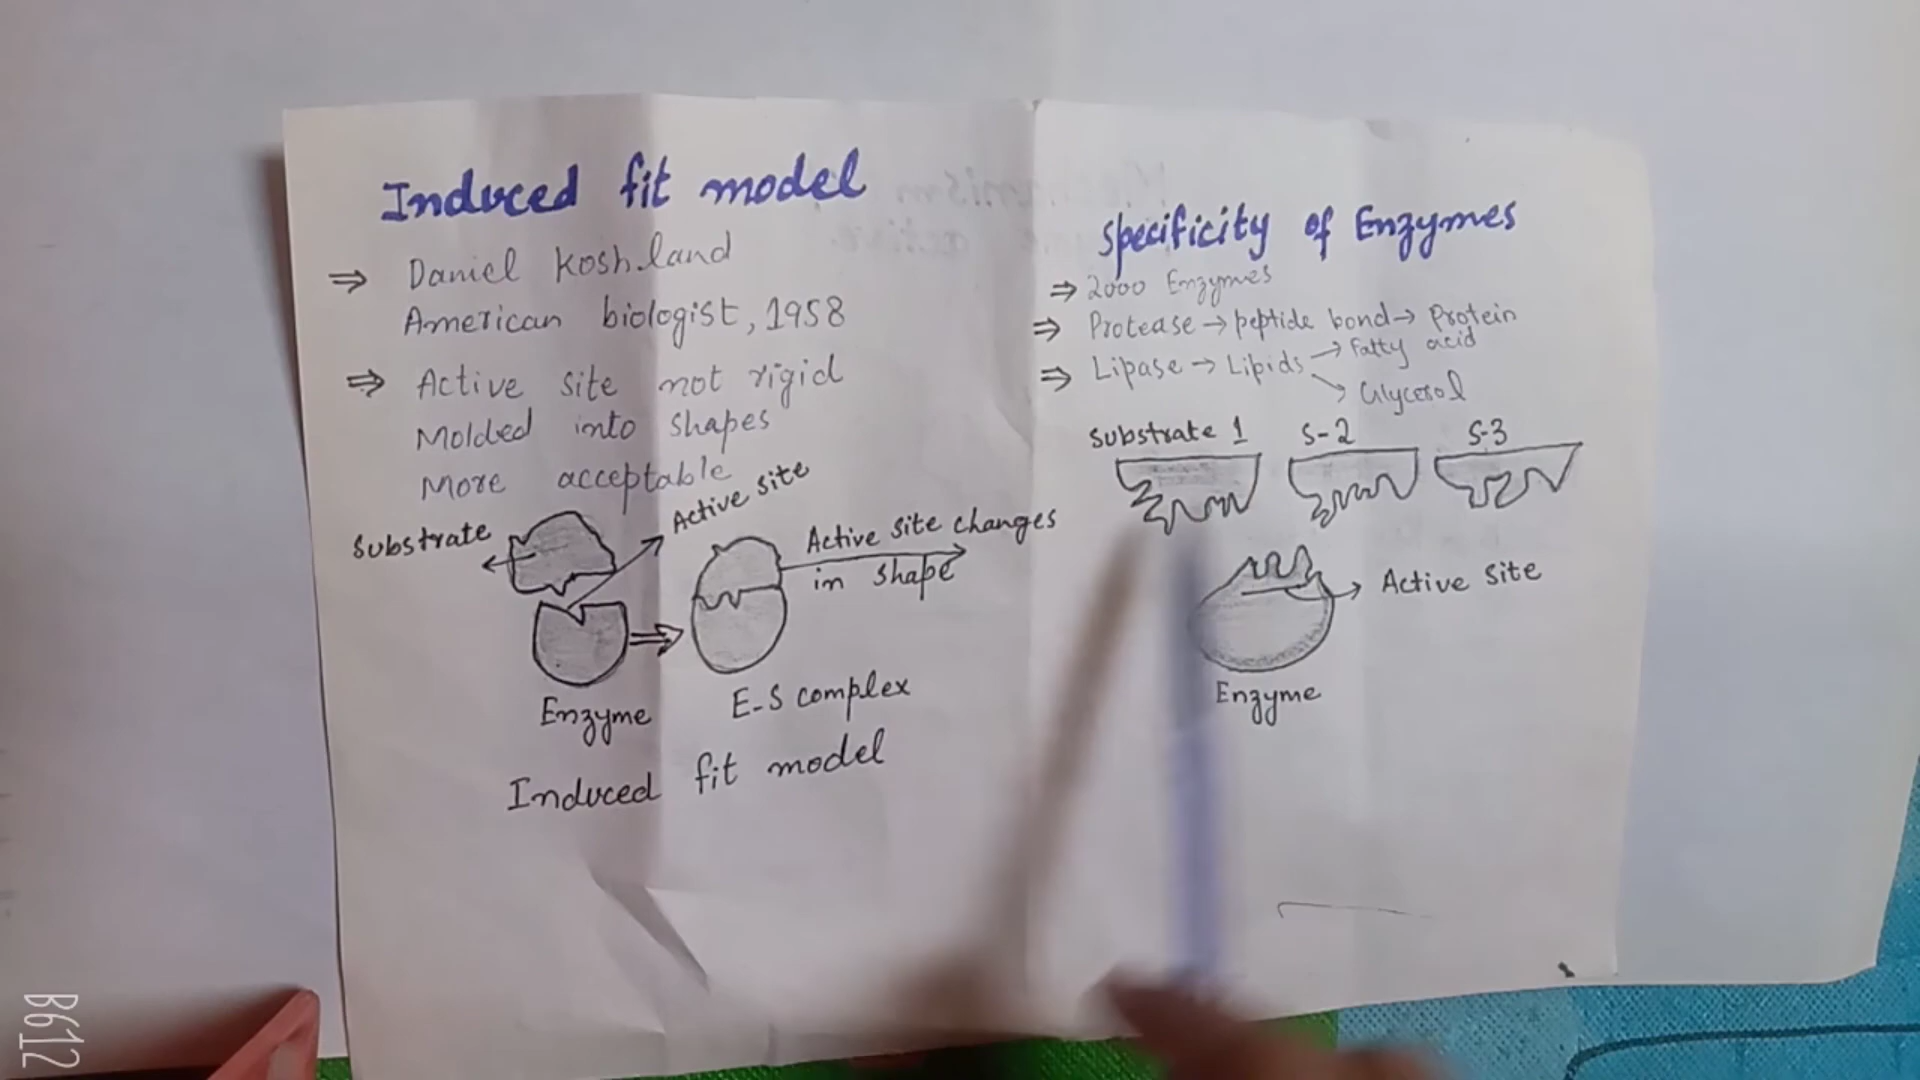 Induced fit model
⇒ Daniel Koshland
American biologist, 1958
⇒ Active site not rigid
Molded into shapes
More acceptable
Substrate
Active site
Active site changes
in shape
Enzyme
E-S complex
Induced fit model
Specificity of Enzymes
⇒ 2000 Enzymes
⇒ Protease → peptide bond → Protein
⇒ Lipase → Lipids → Fatty acid
↘ Glycerol
Substrate 1 S-2 S-3
→ Active site
Enzyme
B612